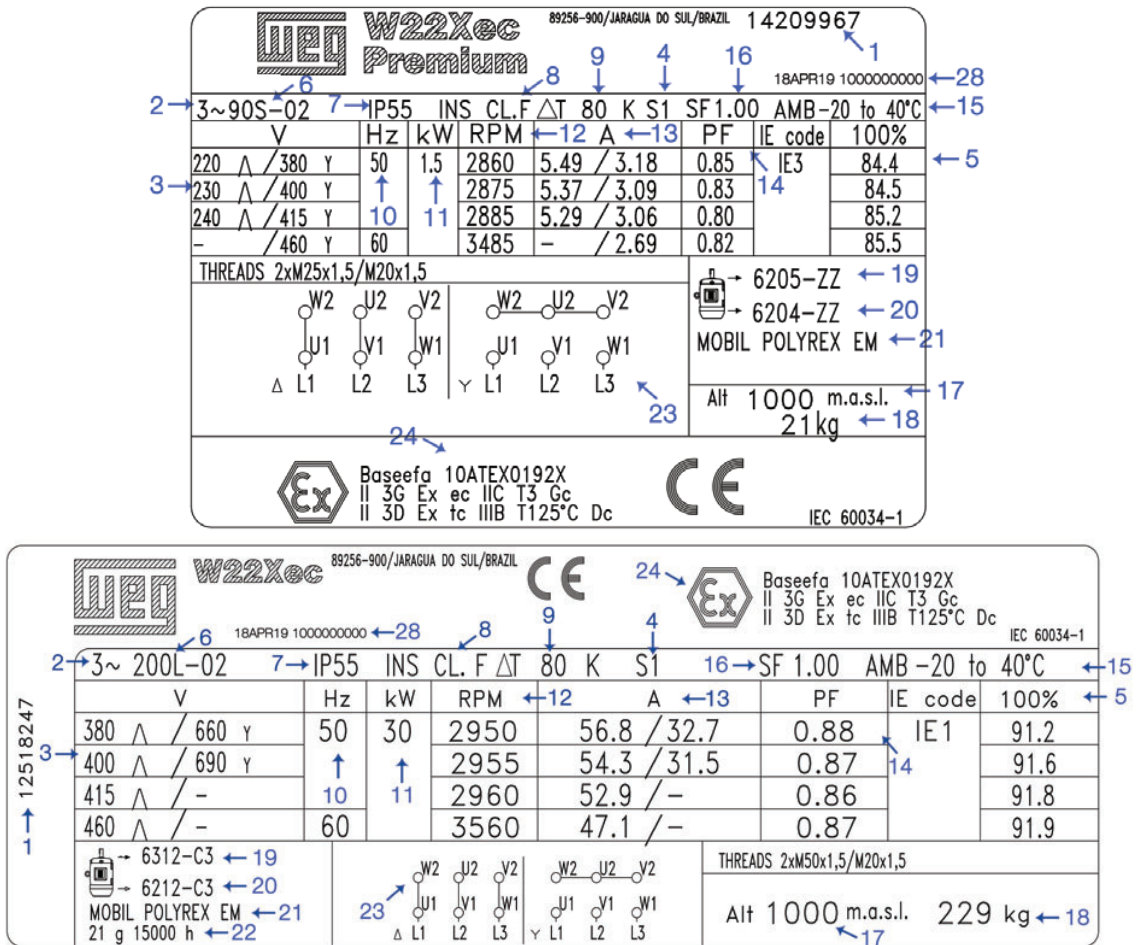 WEG W22Xec 89256-900/JARAGUA DO SUL/BRAZIL 14209967
Premium 1
6 8 9 4 16 18APR19 1000000000 ←28
2→ 3~90S-02 7→ IP55 INS CL.F ΔT 80 K S1 SF1.00 AMB-20 to 40°C ←15
V Hz kW RPM ←12 A ←13 PF IE code 100%
220 Δ /380 Y 50 1.5 2860 5.49 / 3.18 0.85 IE3 84.4 ←5
3→ 230 Δ /400 Y 2875 5.37 / 3.09 0.83 14 84.5
240 Δ /415 Y 10 11 2885 5.29 / 3.06 0.80 85.2
- /460 Y 60 3485 - /2.69 0.82 85.5
THREADS 2xM25x1,5/M20x1,5
→ 6205-ZZ ←19
→ 6204-ZZ ←20
MOBIL POLYREX EM ←21
W2 U2 V2 W2 U2 V2
U1 V1 W1 U1 V1 W1
Δ L1 L2 L3 Y L1 L2 L3
23
Alt 1000 m.a.s.l. ←17
21kg ←18
24
Ex Baseefa 10ATEX0192X CE
II 3G Ex ec IIC T3 Gc
II 3D Ex tc IIIB T125°C Dc
IEC 60034-1
WEG W22Xec 89256-900/JARAGUA DO SUL/BRAZIL CE
24→ Ex Baseefa 10ATEX0192X
II 3G Ex ec IIC T3 Gc
II 3D Ex tc IIIB T125°C Dc
IEC 60034-1
6 18APR19 1000000000 ←28 8 9 4
2→ 3~ 200L-02 7→ IP55 INS CL. F ΔT 80 K S1 16→ SF 1.00 AMB -20 to 40°C ←15
V Hz kW RPM ←12 A ←13 PF IE code 100% ←5
380 Δ / 660 Y 50 30 2950 56.8 / 32.7 0.88 IE1 91.2
3→ 400 Δ / 690 Y 2955 54.3 / 31.5 0.87 14 91.6
415 Δ / - 10 11 2960 52.9 / - 0.86 91.8
460 Δ / - 60 3560 47.1 / - 0.87 91.9
12518247
1
→ 6312-C3 ←19
→ 6212-C3 ←20
MOBIL POLYREX EM ←21
21 g 15000 h ←22
23
W2 U2 V2 W2 U2 V2
U1 V1 W1 U1 V1 W1
Δ L1 L2 L3 Y L1 L2 L3
THREADS 2xM50x1,5/M20x1,5
Alt 1000 m.a.s.l. 229 kg ←18
17